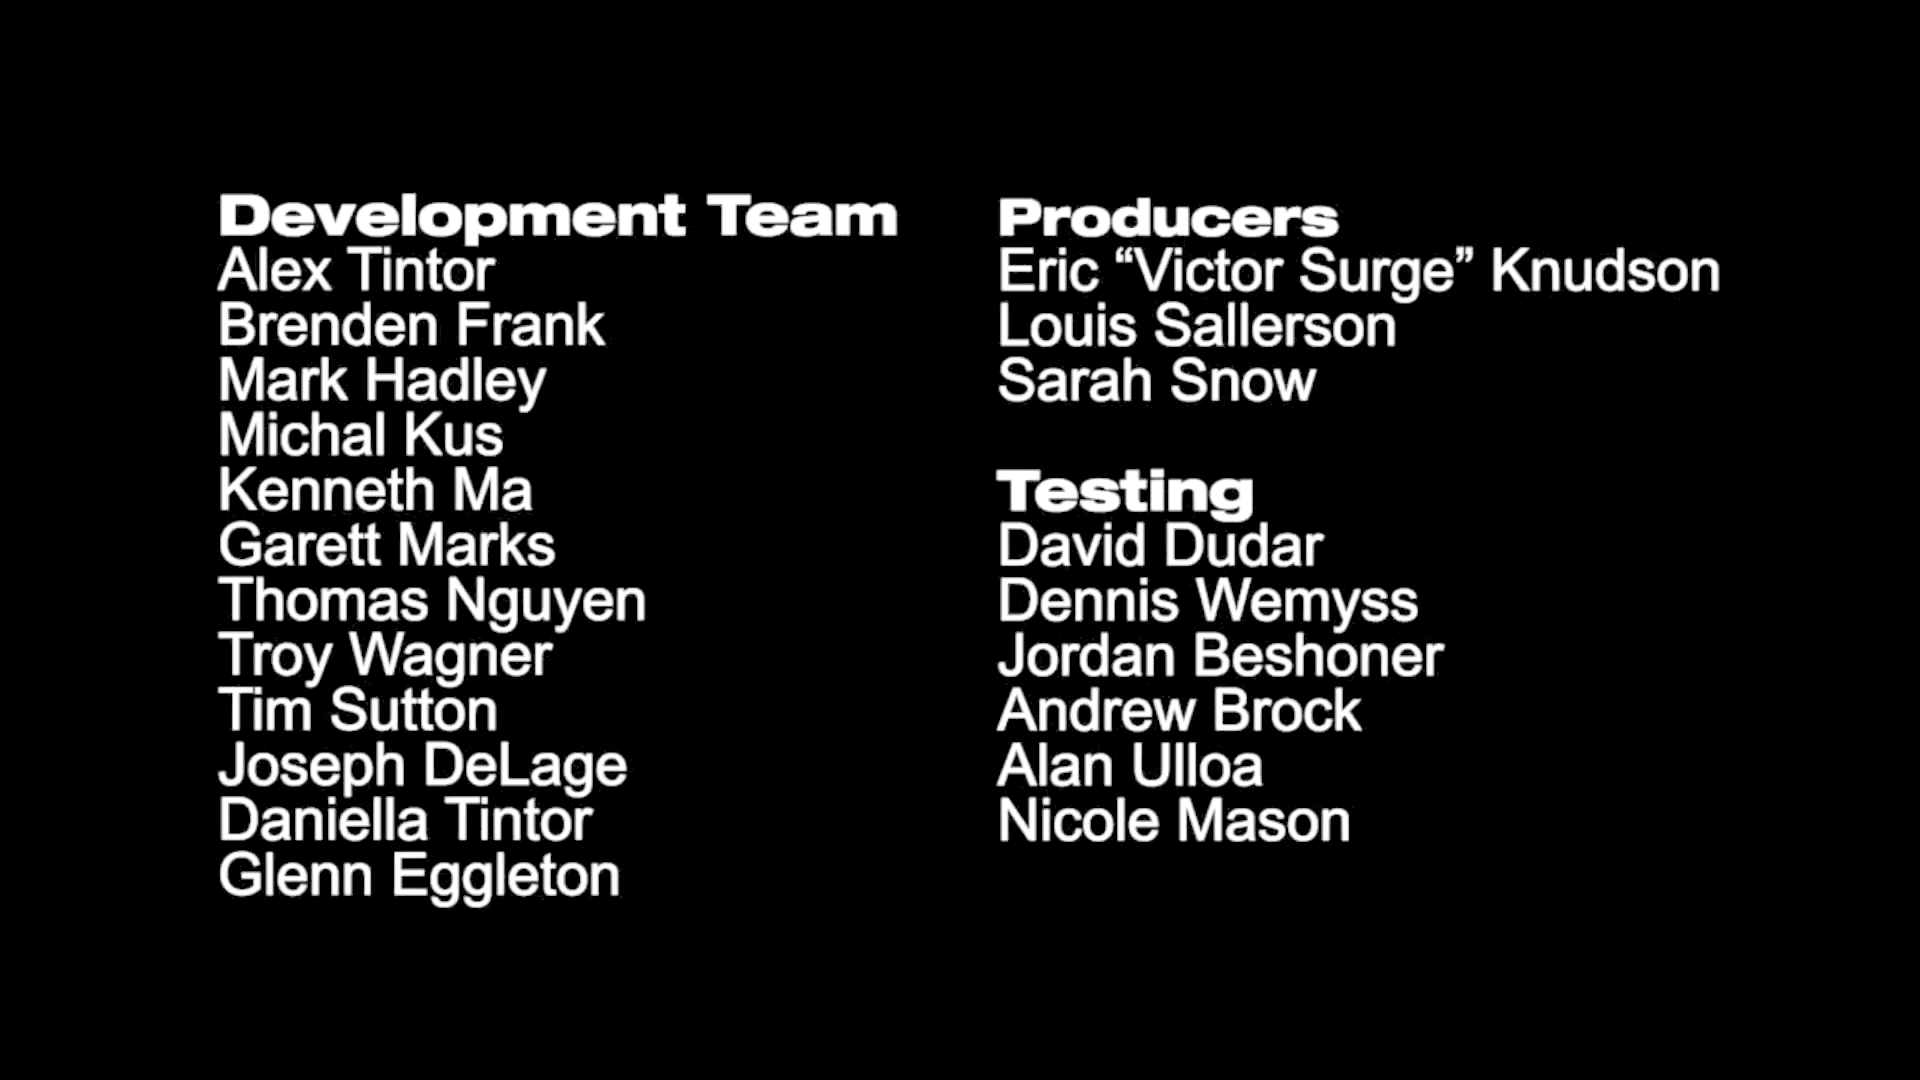 Development Team
Alex Tintor
Brenden Frank
Mark Hadley
Michal Kus
Kenneth Ma
Garett Marks
Thomas Nguyen
Troy Wagner
Tim Sutton
Joseph DeLage
Daniella Tintor
Glenn Eggleton
Producers
Eric “Victor Surge” Knudson
Louis Sallerson
Sarah Snow
Testing
David Dudar
Dennis Wemyss
Jordan Beshoner
Andrew Brock
Alan Ulloa
Nicole Mason